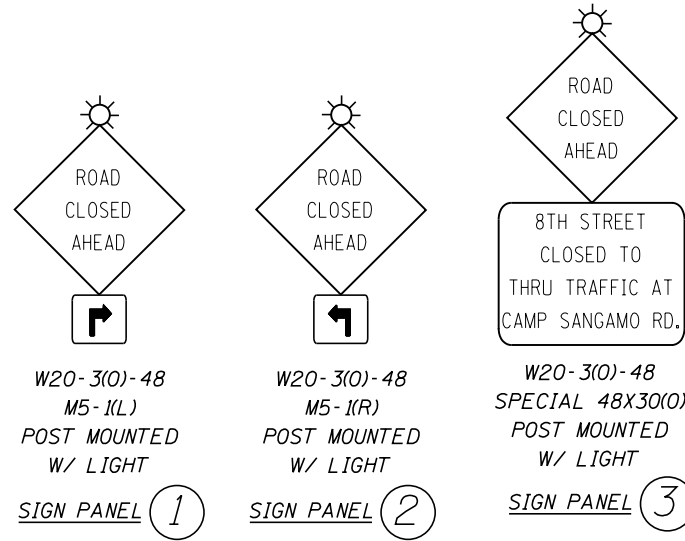 ROAD
CLOSED
AHEAD
W20-3(O)-48
M5-1(L)
POST MOUNTED
W/ LIGHT
SIGN PANEL 1
ROAD
CLOSED
AHEAD
W20-3(O)-48
M5-1(R)
POST MOUNTED
W/ LIGHT
SIGN PANEL 2
ROAD
CLOSED
AHEAD
8TH STREET
CLOSED TO
THRU TRAFFIC AT
CAMP SANGAMO RD.
W20-3(O)-48
SPECIAL 48X30(O)
POST MOUNTED
W/ LIGHT
SIGN PANEL 3